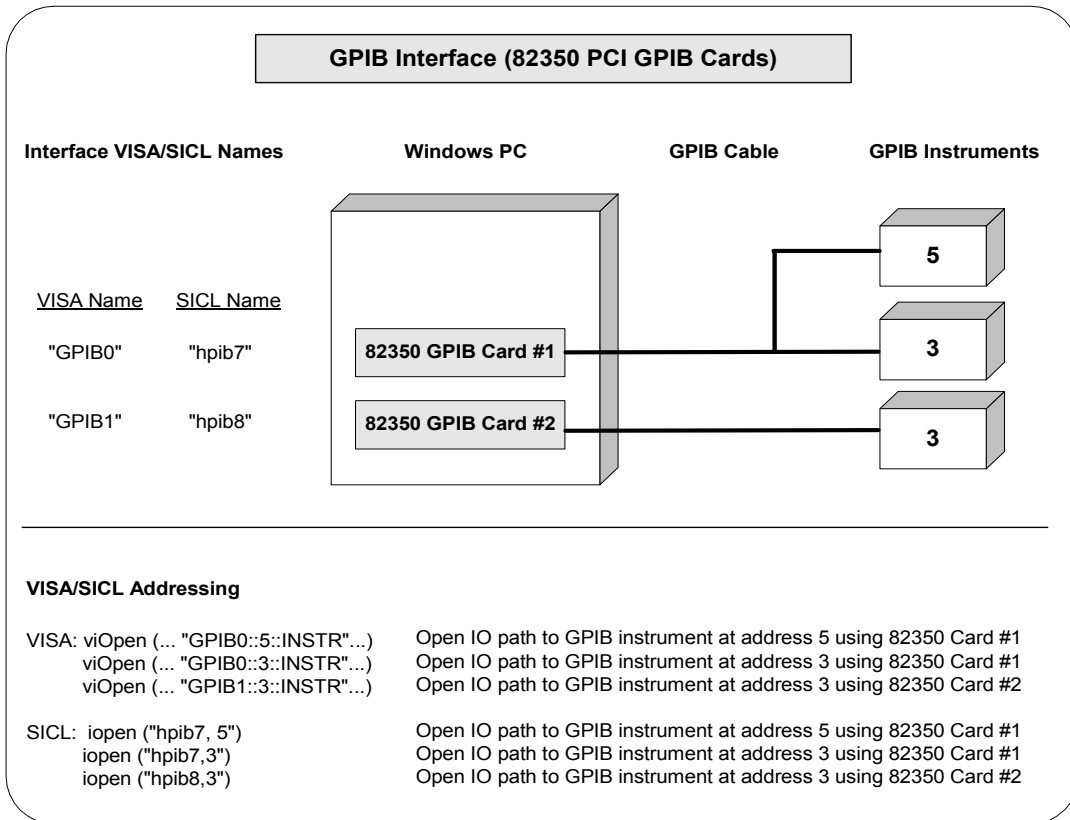 GPIB Interface (82350 PCI GPIB Cards)
Interface VISA/SICL Names Windows PC GPIB Cable GPIB Instruments
5
VISA Name SICL Name
"GPIB0" "hpib7" 82350 GPIB Card #1 3
"GPIB1" "hpib8" 82350 GPIB Card #2 3
VISA/SICL Addressing
VISA: viOpen (... "GPIB0::5::INSTR"...) Open IO path to GPIB instrument at address 5 using 82350 Card #1
viOpen (... "GPIB0::3::INSTR"...) Open IO path to GPIB instrument at address 3 using 82350 Card #1
viOpen (... "GPIB1::3::INSTR"...) Open IO path to GPIB instrument at address 3 using 82350 Card #2
SICL: iopen ("hpib7, 5") Open IO path to GPIB instrument at address 5 using 82350 Card #1
iopen ("hpib7,3") Open IO path to GPIB instrument at address 3 using 82350 Card #1
iopen ("hpib8,3") Open IO path to GPIB instrument at address 3 using 82350 Card #2